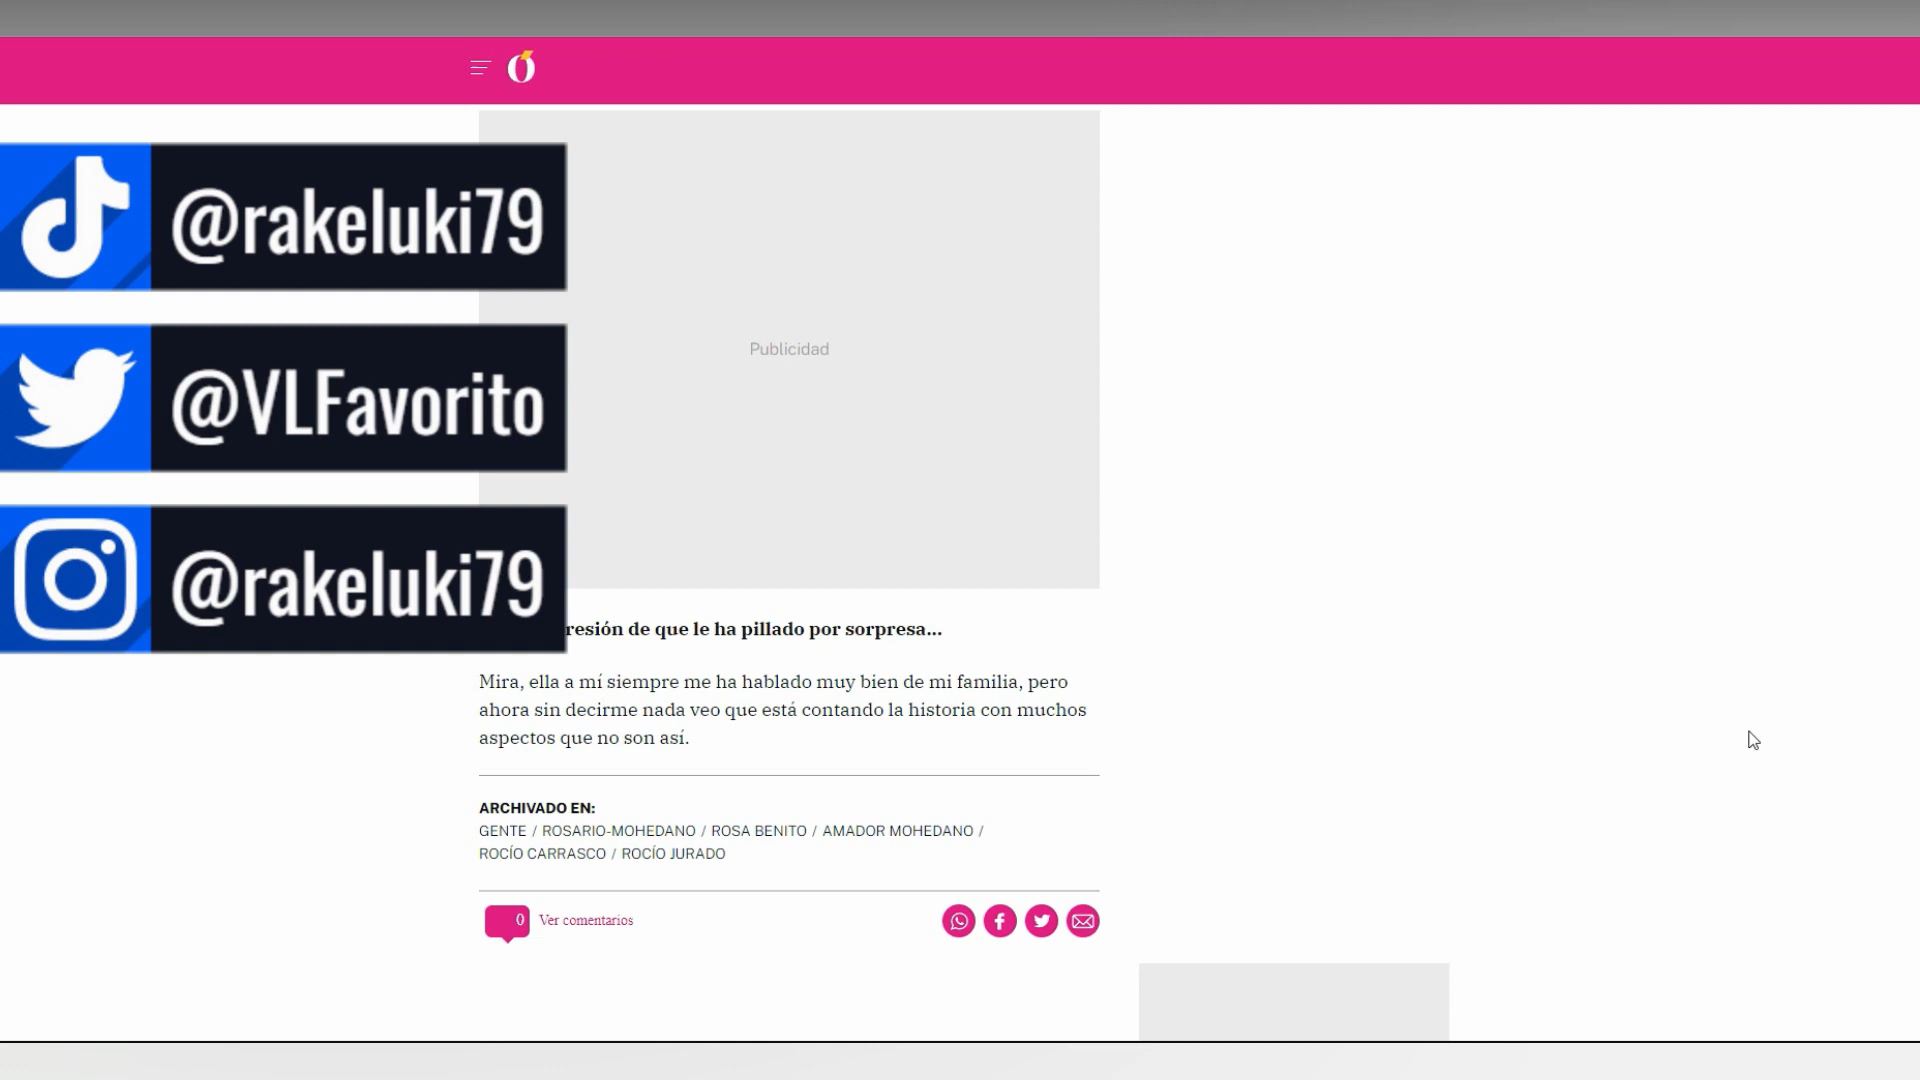 Ó
@rakeluki79
Publicidad
@VLFavorito
@rakeluki79
resión de que le ha pillado por sorpresa...
Mira, ella a mí siempre me ha hablado muy bien de mi familia, pero
ahora sin decirme nada veo que está contando la historia con muchos
aspectos que no son así.
ARCHIVADO EN:
GENTE / ROSARIO-MOHEDANO / ROSA BENITO / AMADOR MOHEDANO /
ROCÍO CARRASCO / ROCÍO JURADO
0 Ver comentarios